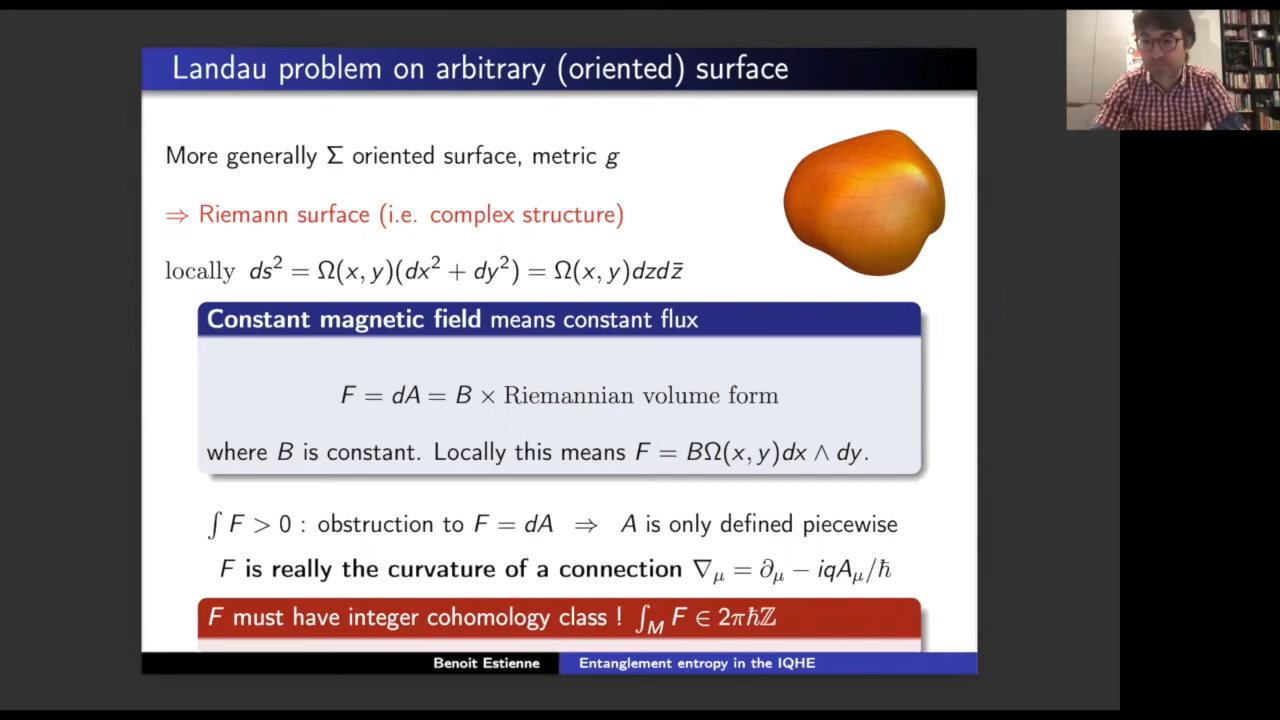 Landau problem on arbitrary (oriented) surface
More generally Σ oriented surface, metric g
⇒ Riemann surface (i.e. complex structure)
locally ds² = Ω(x, y)(dx² + dy²) = Ω(x, y)dzdz̄
Constant magnetic field means constant flux
F = dA = B × Riemannian volume form
where B is constant. Locally this means F = BΩ(x, y)dx ∧ dy.
∫ F > 0 : obstruction to F = dA ⇒ A is only defined piecewise
F is really the curvature of a connection ∇_μ = ∂_μ − iqA_μ/ℏ
F must have integer cohomology class ! ∫_M F ∈ 2πℏℤ
Benoit Estienne Entanglement entropy in the IQHE